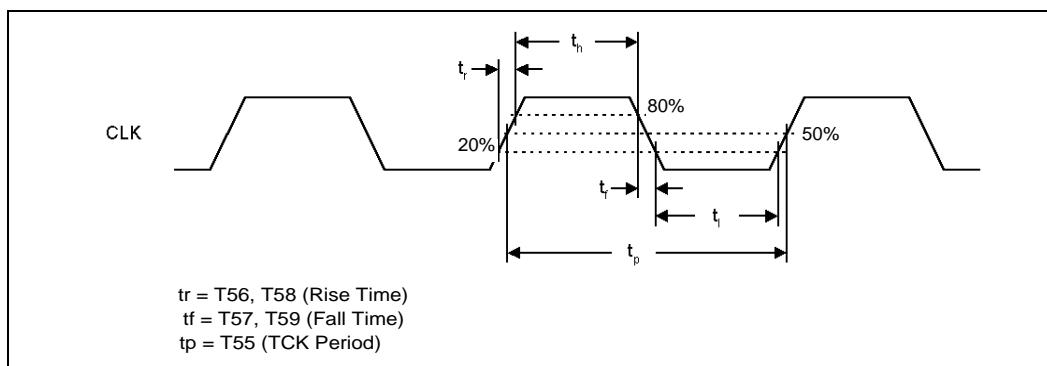 th
tr
CLK
80%
20%
50%
tf
tl
tp
tr = T56, T58 (Rise Time)
tf = T57, T59 (Fall Time)
tp = T55 (TCK Period)